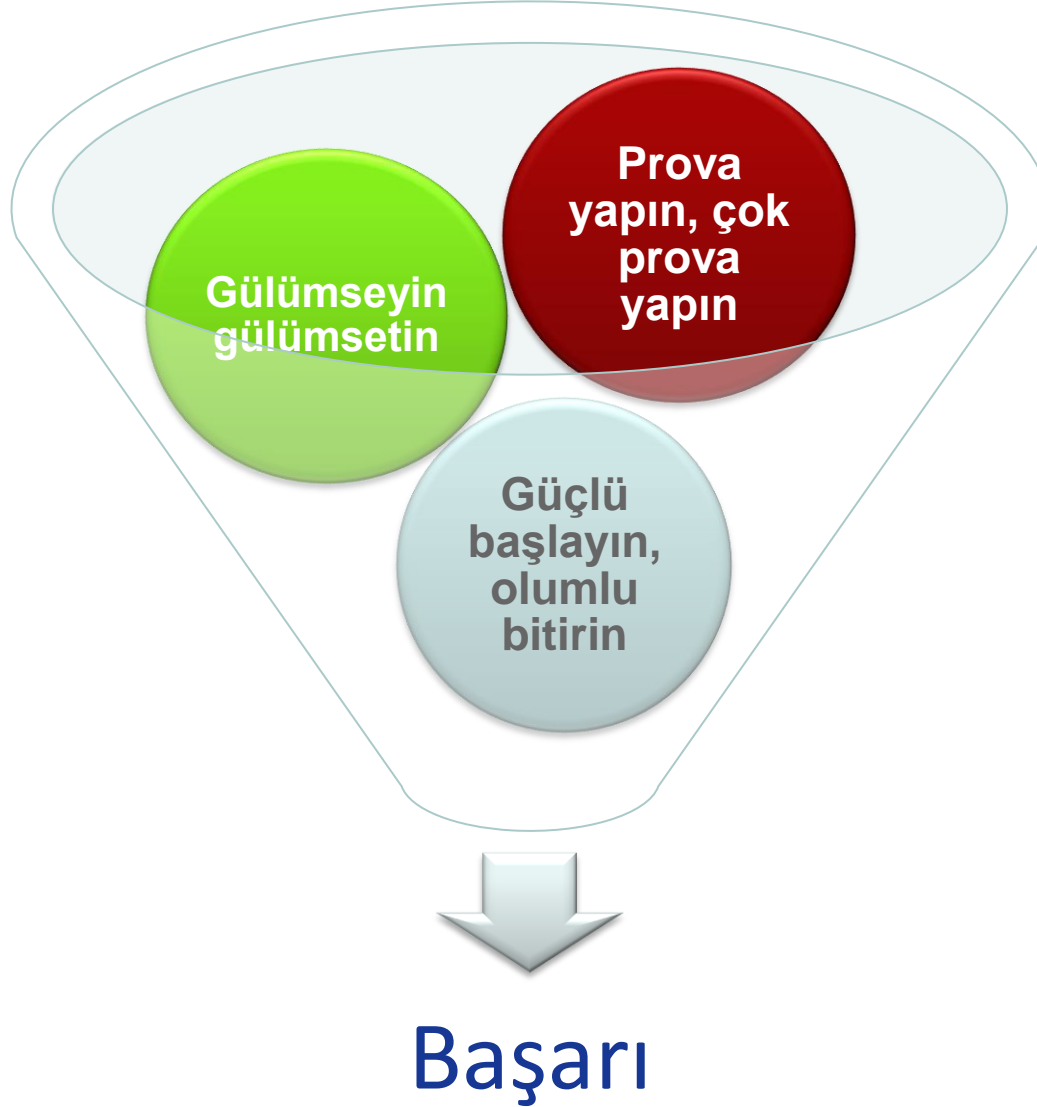 Prova
yapın, çok
prova
yapın
Gülümseyin
gülümsetin
Güçlü
başlayın,
olumlu
bitirin
Başarı